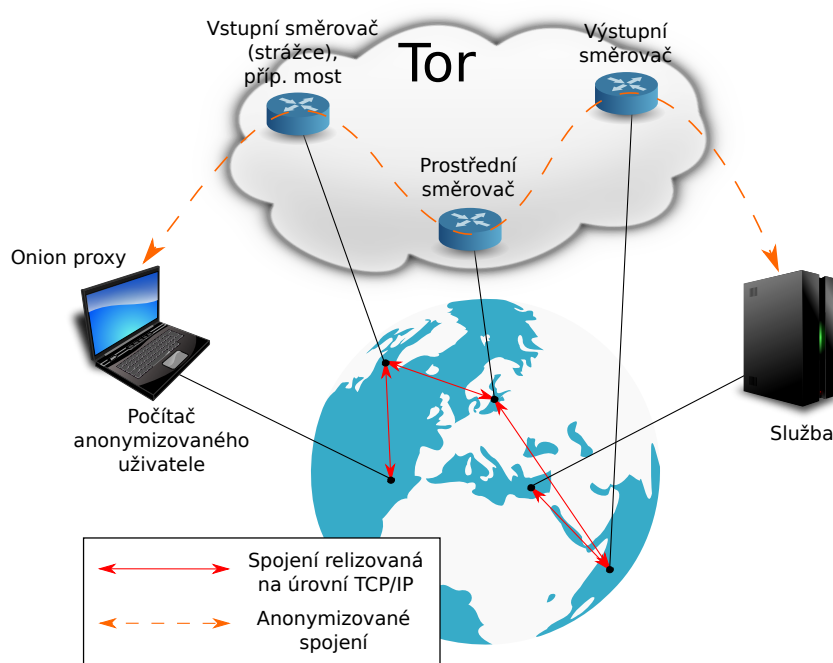 Vstupní směrovač
(strážce),
příp. most
Tor
Výstupní
směrovač
Prostřední
směrovač
Onion proxy
Počítač
anonymizovaného
uživatele
Služba
Spojení relizovaná
na úrovní TCP/IP
Anonymizované
spojení